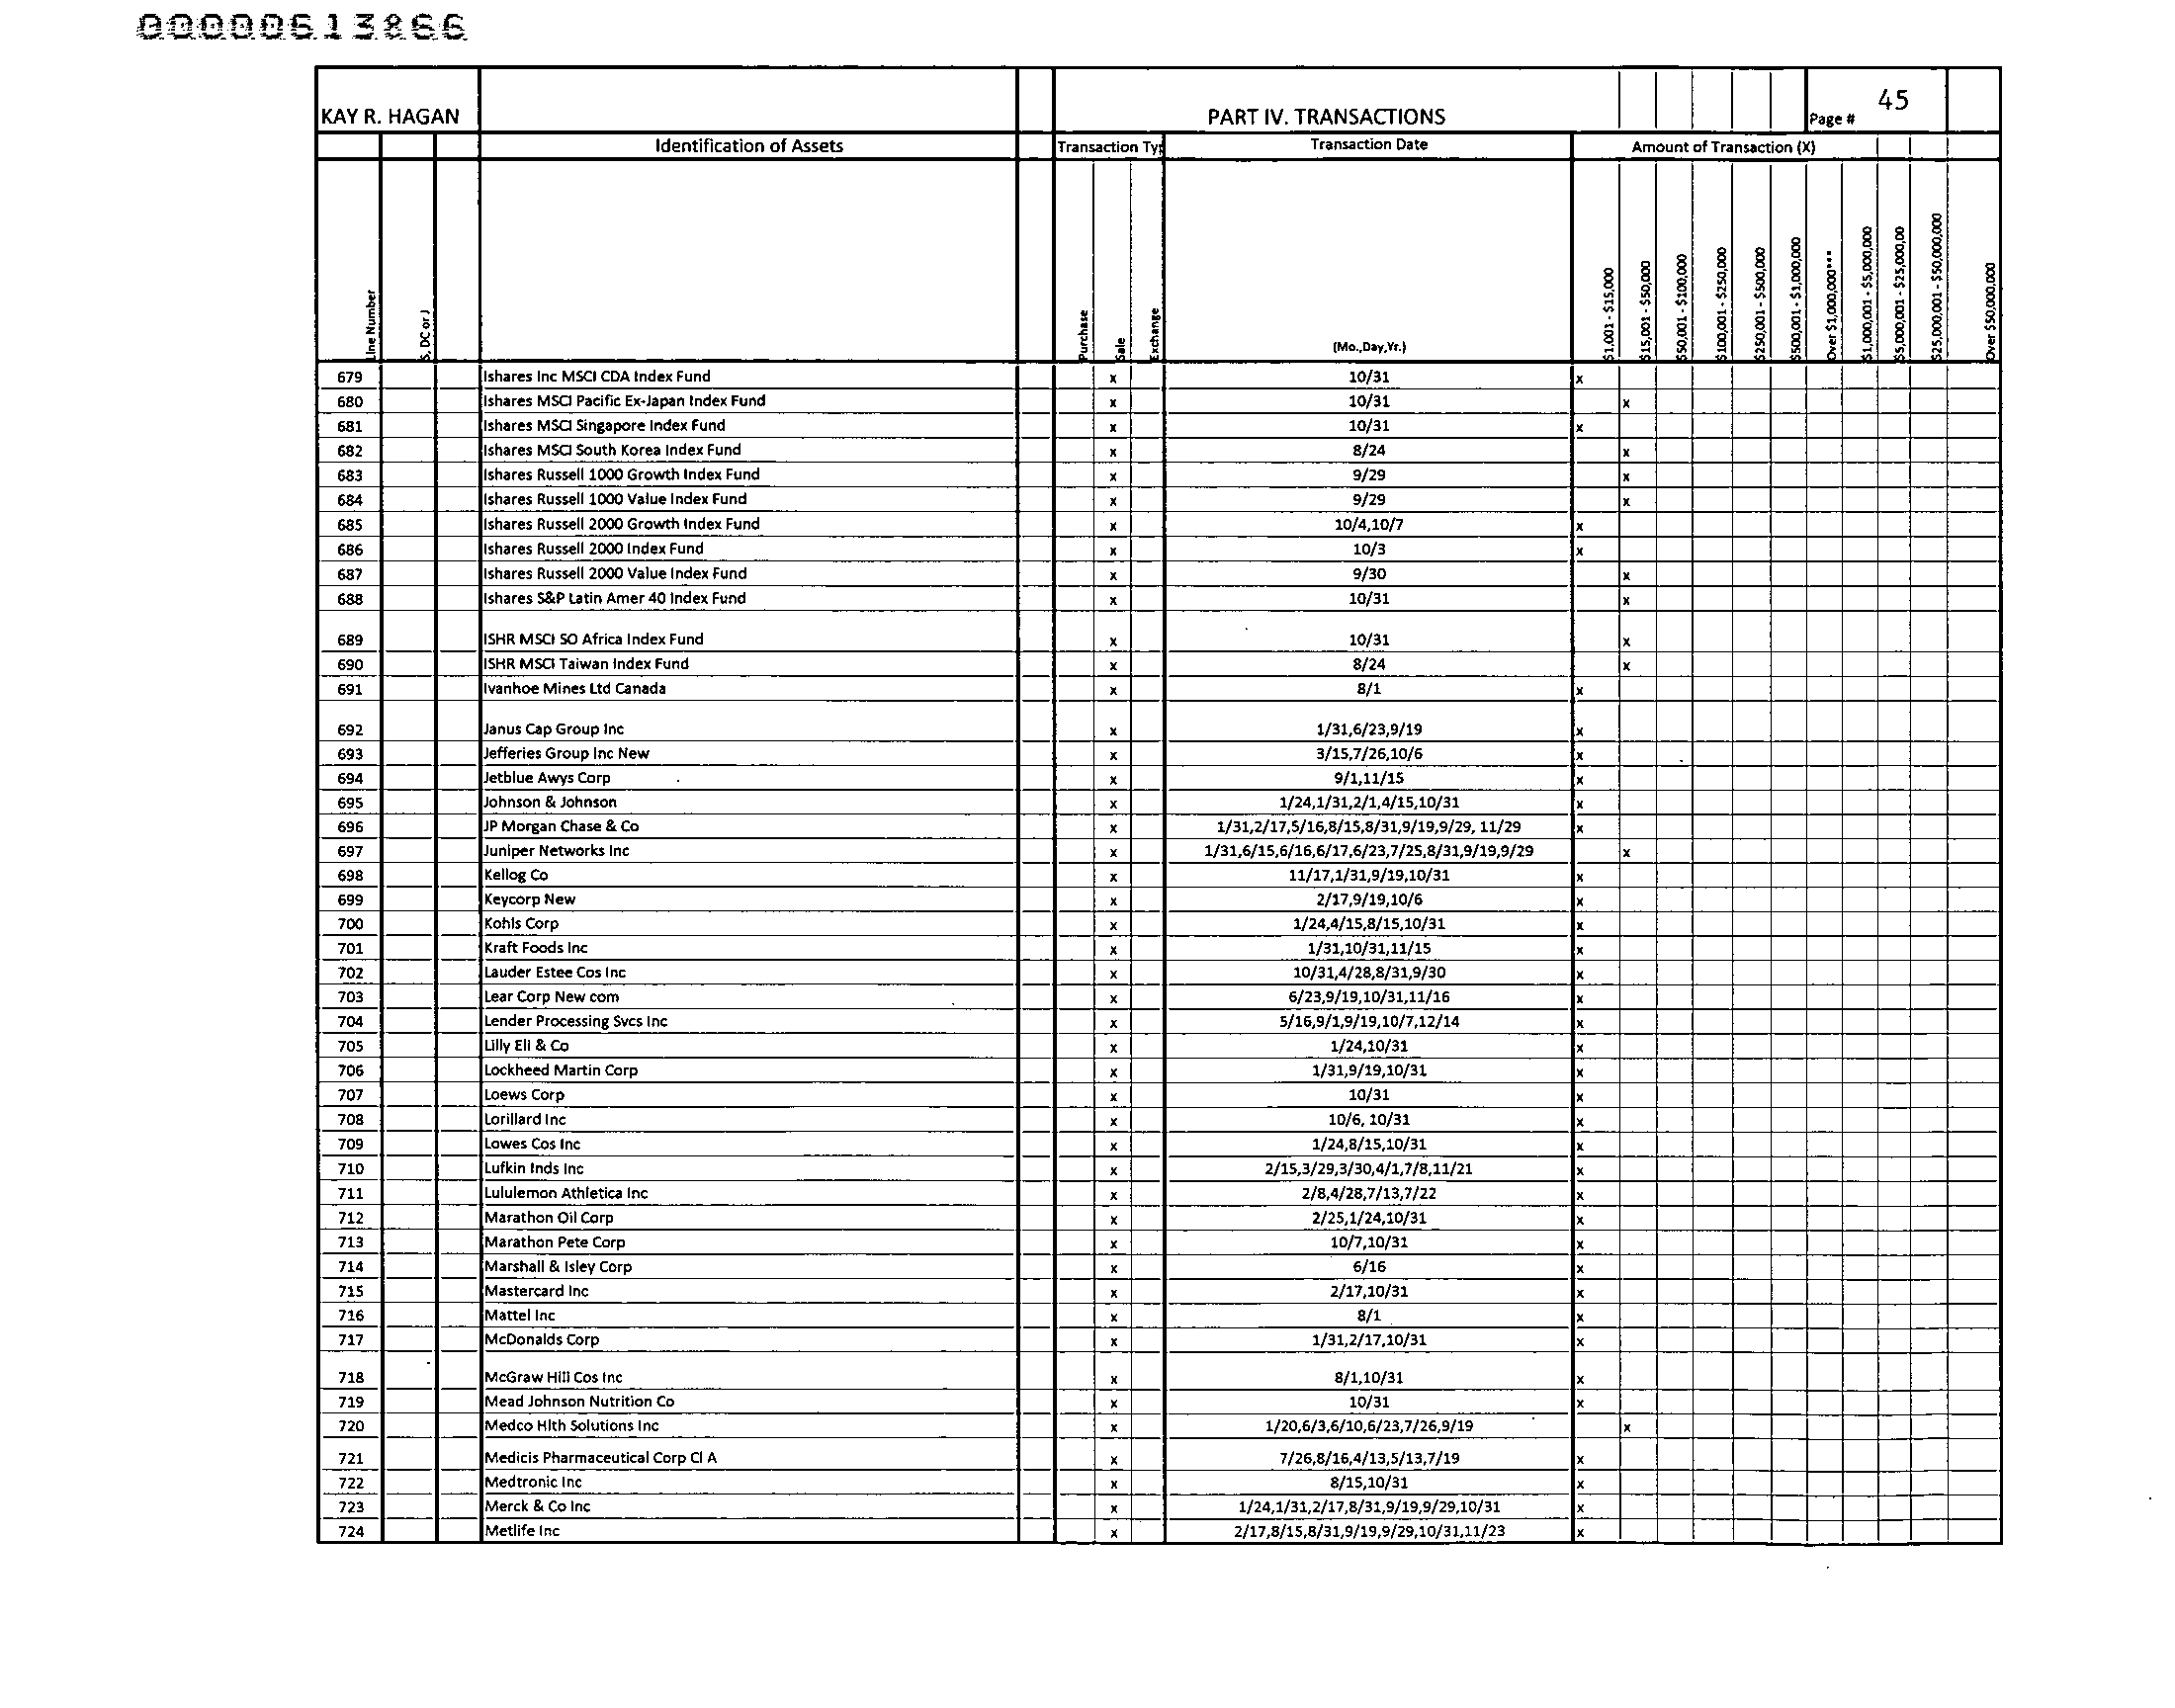 00000613866
KAY R. HAGAN PART IV. TRANSACTIONS Page # 45
Identification of Assets Transaction Typ Transaction Date Amount of Transaction (X)
Line Number S, DC or J Purchase Sale Exchange (Mo.,Day,Yr.) $1,001 - $15,000 $15,001 - $50,000 $50,001 - $100,000 $100,001 - $250,000 $250,001 - $500,000 $500,001 - $1,000,000 Over $1,000,000*** $1,000,001 - $5,000,000 $5,000,001 - $25,000,00 $25,000,001 - $50,000,000 Over $50,000,000
679 Ishares Inc MSCI CDA Index Fund x 10/31 x
680 Ishares MSCI Pacific Ex-Japan Index Fund x 10/31 x
681 Ishares MSCI Singapore Index Fund x 10/31 x
682 Ishares MSCI South Korea Index Fund x 8/24 x
683 Ishares Russell 1000 Growth Index Fund x 9/29 x
684 Ishares Russell 1000 Value Index Fund x 9/29 x
685 Ishares Russell 2000 Growth Index Fund x 10/4,10/7 x
686 Ishares Russell 2000 Index Fund x 10/3 x
687 Ishares Russell 2000 Value Index Fund x 9/30 x
688 Ishares S&P Latin Amer 40 Index Fund x 10/31 x
689 ISHR MSCI SO Africa Index Fund x 10/31 x
690 ISHR MSCI Taiwan Index Fund x 8/24 x
691 Ivanhoe Mines Ltd Canada x 8/1 x
692 Janus Cap Group Inc x 1/31,6/23,9/19 x
693 Jefferies Group Inc New x 3/15,7/26,10/6 x
694 Jetblue Awys Corp x 9/1,11/15 x
695 Johnson & Johnson x 1/24,1/31,2/1,4/15,10/31 x
696 JP Morgan Chase & Co x 1/31,2/17,5/16,8/15,8/31,9/19,9/29, 11/29 x
697 Juniper Networks Inc x 1/31,6/15,6/16,6/17,6/23,7/25,8/31,9/19,9/29 x
698 Kellog Co x 11/17,1/31,9/19,10/31 x
699 Keycorp New x 2/17,9/19,10/6 x
700 Kohls Corp x 1/24,4/15,8/15,10/31 x
701 Kraft Foods Inc x 1/31,10/31,11/15 x
702 Lauder Estee Cos Inc x 10/31,4/28,8/31,9/30 x
703 Lear Corp New com x 6/23,9/19,10/31,11/16 x
704 Lender Processing Svcs Inc x 5/16,9/1,9/19,10/7,12/14 x
705 Lilly Eli & Co x 1/24,10/31 x
706 Lockheed Martin Corp x 1/31,9/19,10/31 x
707 Loews Corp x 10/31 x
708 Lorillard Inc x 10/6, 10/31 x
709 Lowes Cos Inc x 1/24,8/15,10/31 x
710 Lufkin Inds Inc x 2/15,3/29,3/30,4/1,7/8,11/21 x
711 Lululemon Athletica Inc x 2/8,4/28,7/13,7/22 x
712 Marathon Oil Corp x 2/25,1/24,10/31 x
713 Marathon Pete Corp x 10/7,10/31 x
714 Marshall & Isley Corp x 6/16 x
715 Mastercard Inc x 2/17,10/31 x
716 Mattel Inc x 8/1 x
717 McDonalds Corp x 1/31,2/17,10/31 x
718 McGraw Hill Cos Inc x 8/1,10/31 x
719 Mead Johnson Nutrition Co x 10/31 x
720 Medco Hlth Solutions Inc x 1/20,6/3,6/10,6/23,7/26,9/19 x
721 Medicis Pharmaceutical Corp Cl A x 7/26,8/16,4/13,5/13,7/19 x
722 Medtronic Inc x 8/15,10/31 x
723 Merck & Co Inc x 1/24,1/31,2/17,8/31,9/19,9/29,10/31 x
724 Metlife Inc x 2/17,8/15,8/31,9/19,9/29,10/31,11/23 x